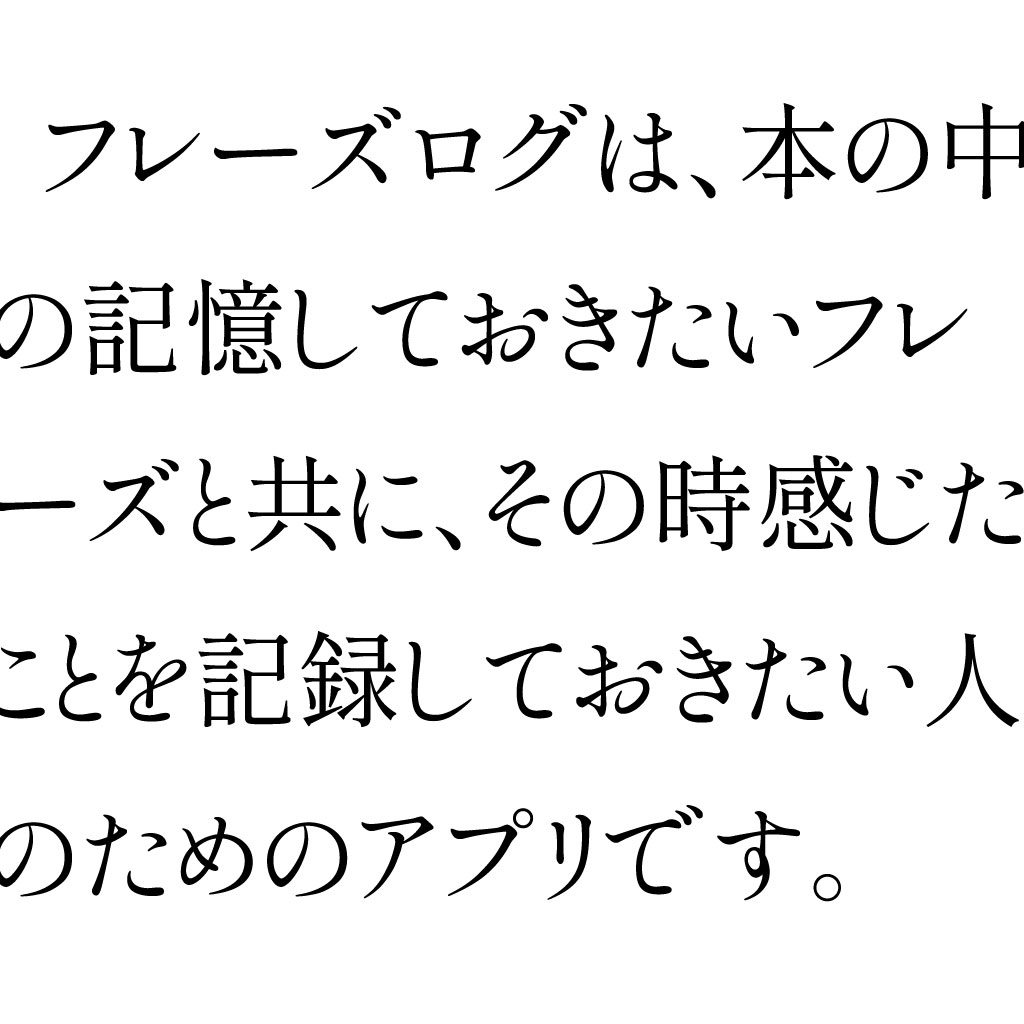 フレーズログは、本の中
の記憶しておきたいフレ
ーズと共に、その時感じた
ことを記録しておきたい人
のためのアプリです。